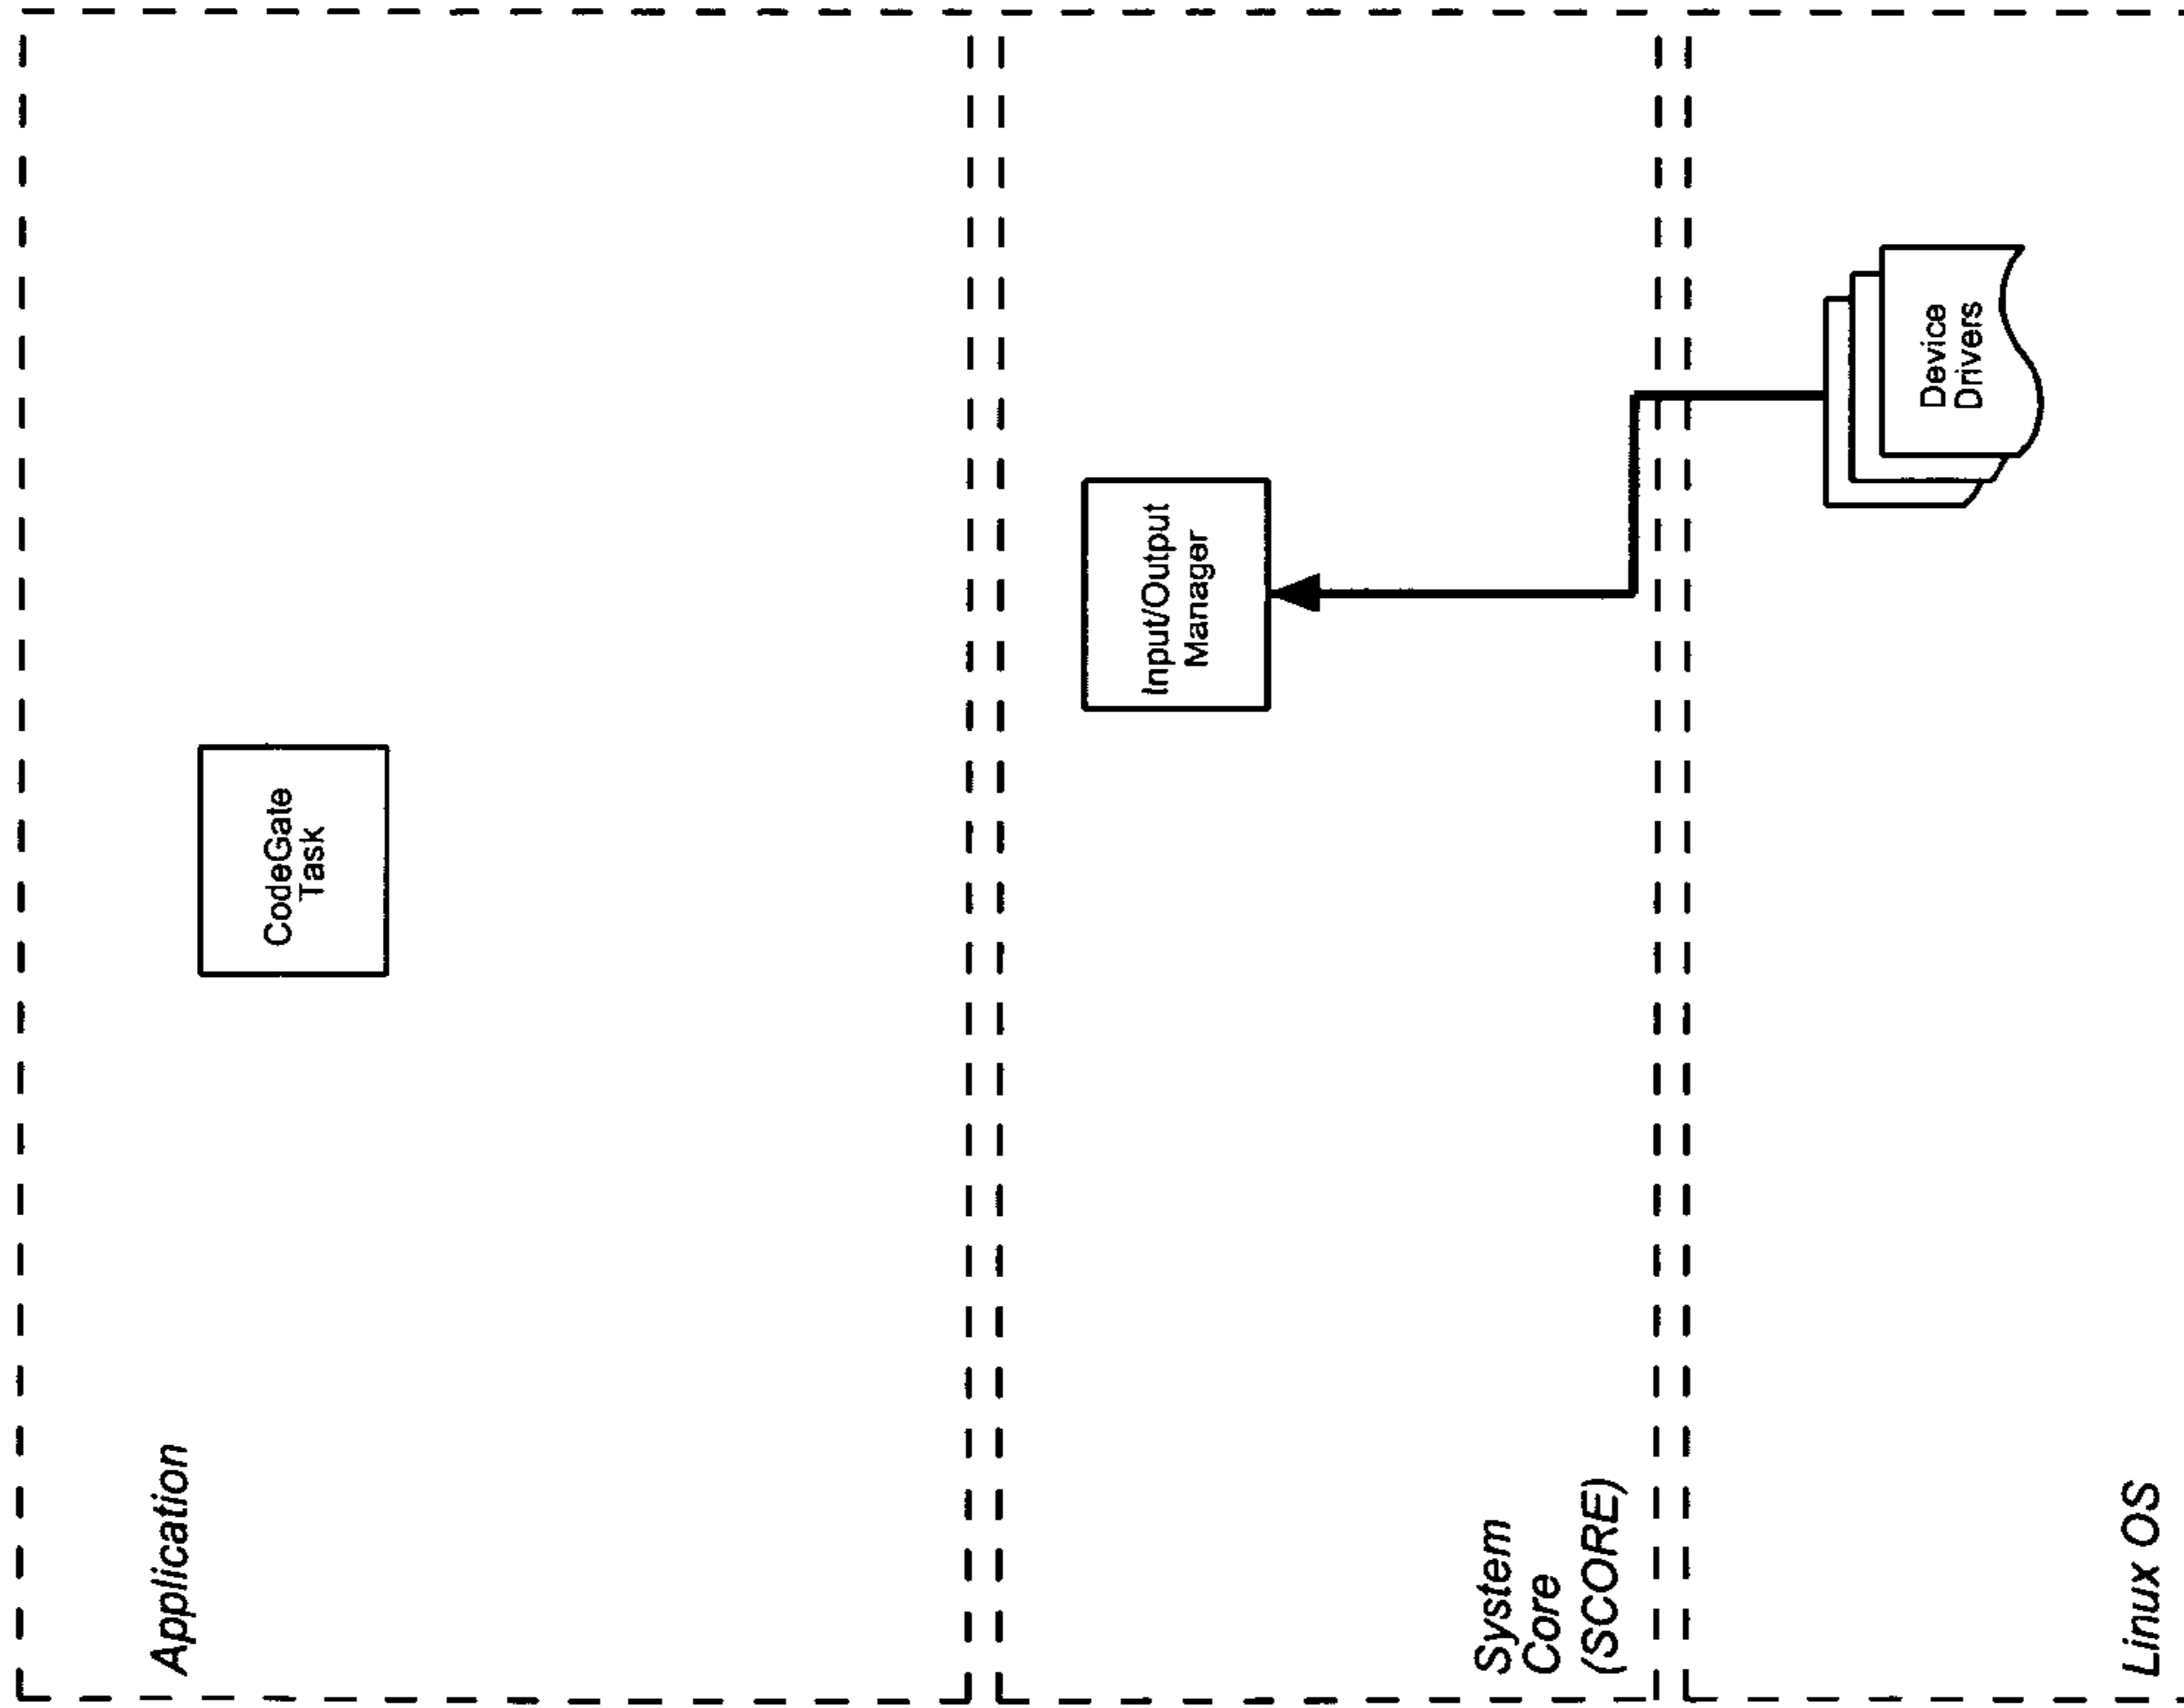 Application
CodeGate
Task
System
Core
(SCORE)
Input/Output
Manager
Linux OS
Device
Drivers